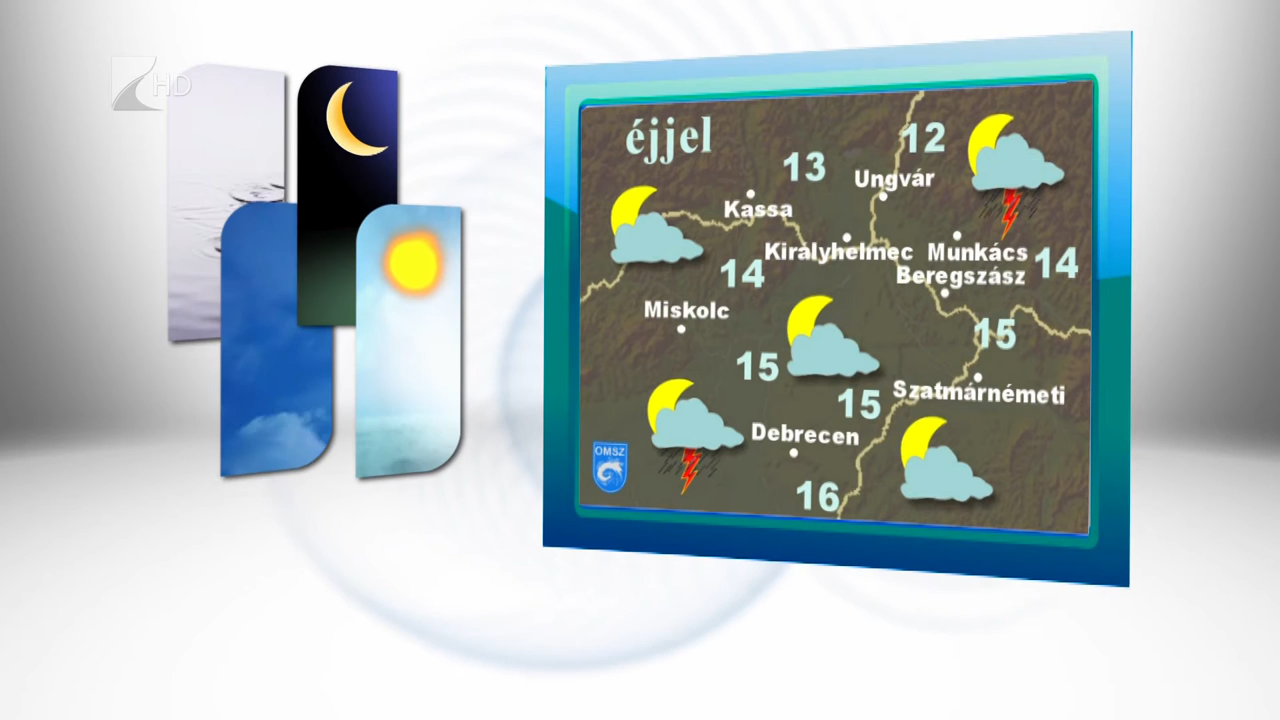 HD
éjjel
12
13
Ungvár
Kassa
Királyhelmec
Munkács
14
14
Beregszász
Miskolc
15
15
Szatmárnémeti
15
Debrecen
OMSZ
16